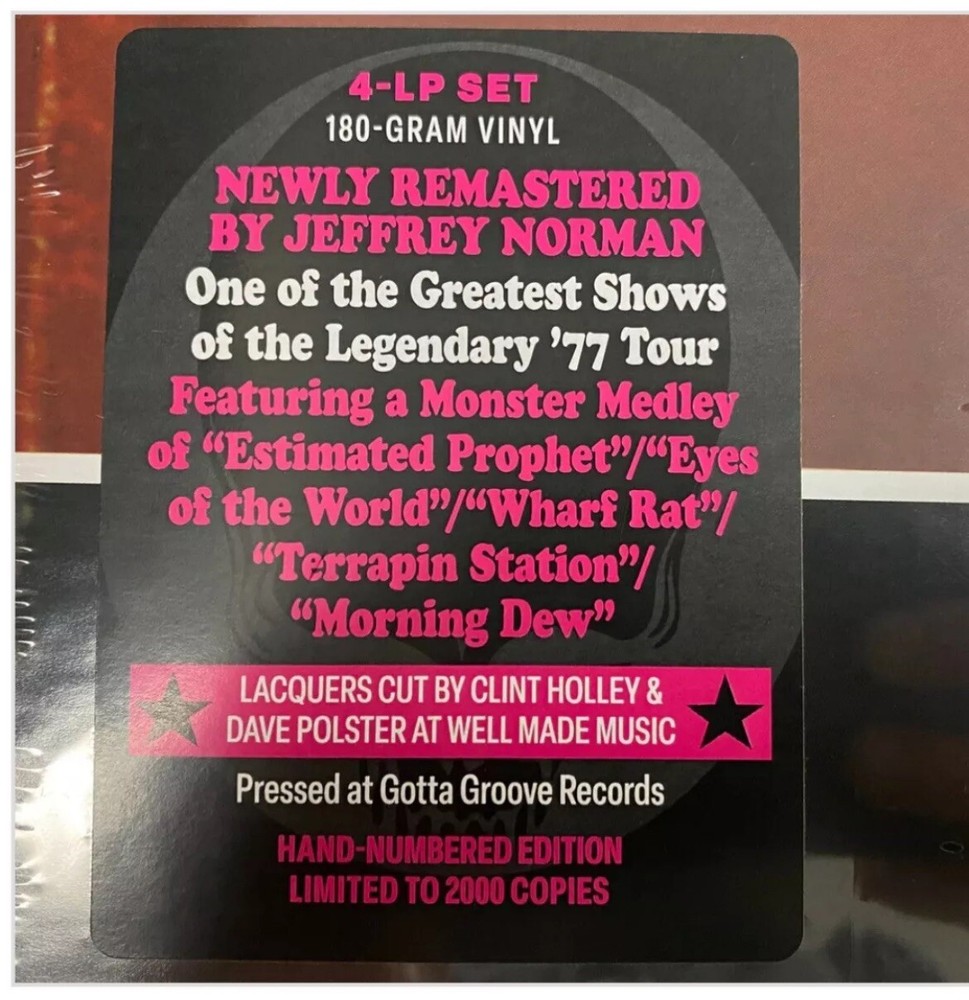 4-LP SET
180-GRAM VINYL
NEWLY REMASTERED
BY JEFFREY NORMAN
One of the Greatest Shows
of the Legendary ’77 Tour
Featuring a Monster Medley
of “Estimated Prophet”/“Eyes
of the World”/“Wharf Rat”/
“Terrapin Station”/
“Morning Dew”
LACQUERS CUT BY CLINT HOLLEY &
DAVE POLSTER AT WELL MADE MUSIC
Pressed at Gotta Groove Records
HAND-NUMBERED EDITION
LIMITED TO 2000 COPIES